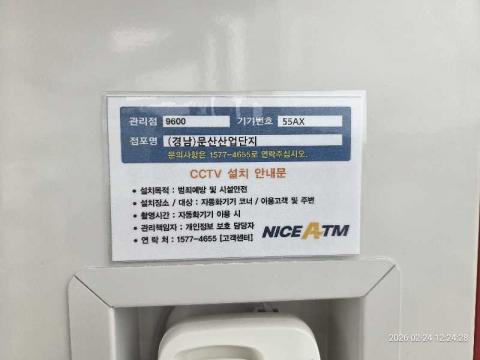 관리점 9600 기기번호 55AX
점포명 (경남)문산산업단지
문의사항은 1577-4655로 연락주십시오.
CCTV 설치 안내문
• 설치목적 : 범죄예방 및 시설안전
• 설치장소 / 대상 : 자동화기기 코너 / 이용고객 및 주변
• 촬영시간 : 자동화기기 이용 시
• 관리책임자 : 개인정보 보호 담당자
• 연 락 처 : 1577-4655 [고객센터]
NICE ATM
2026-02-24 12:24:28